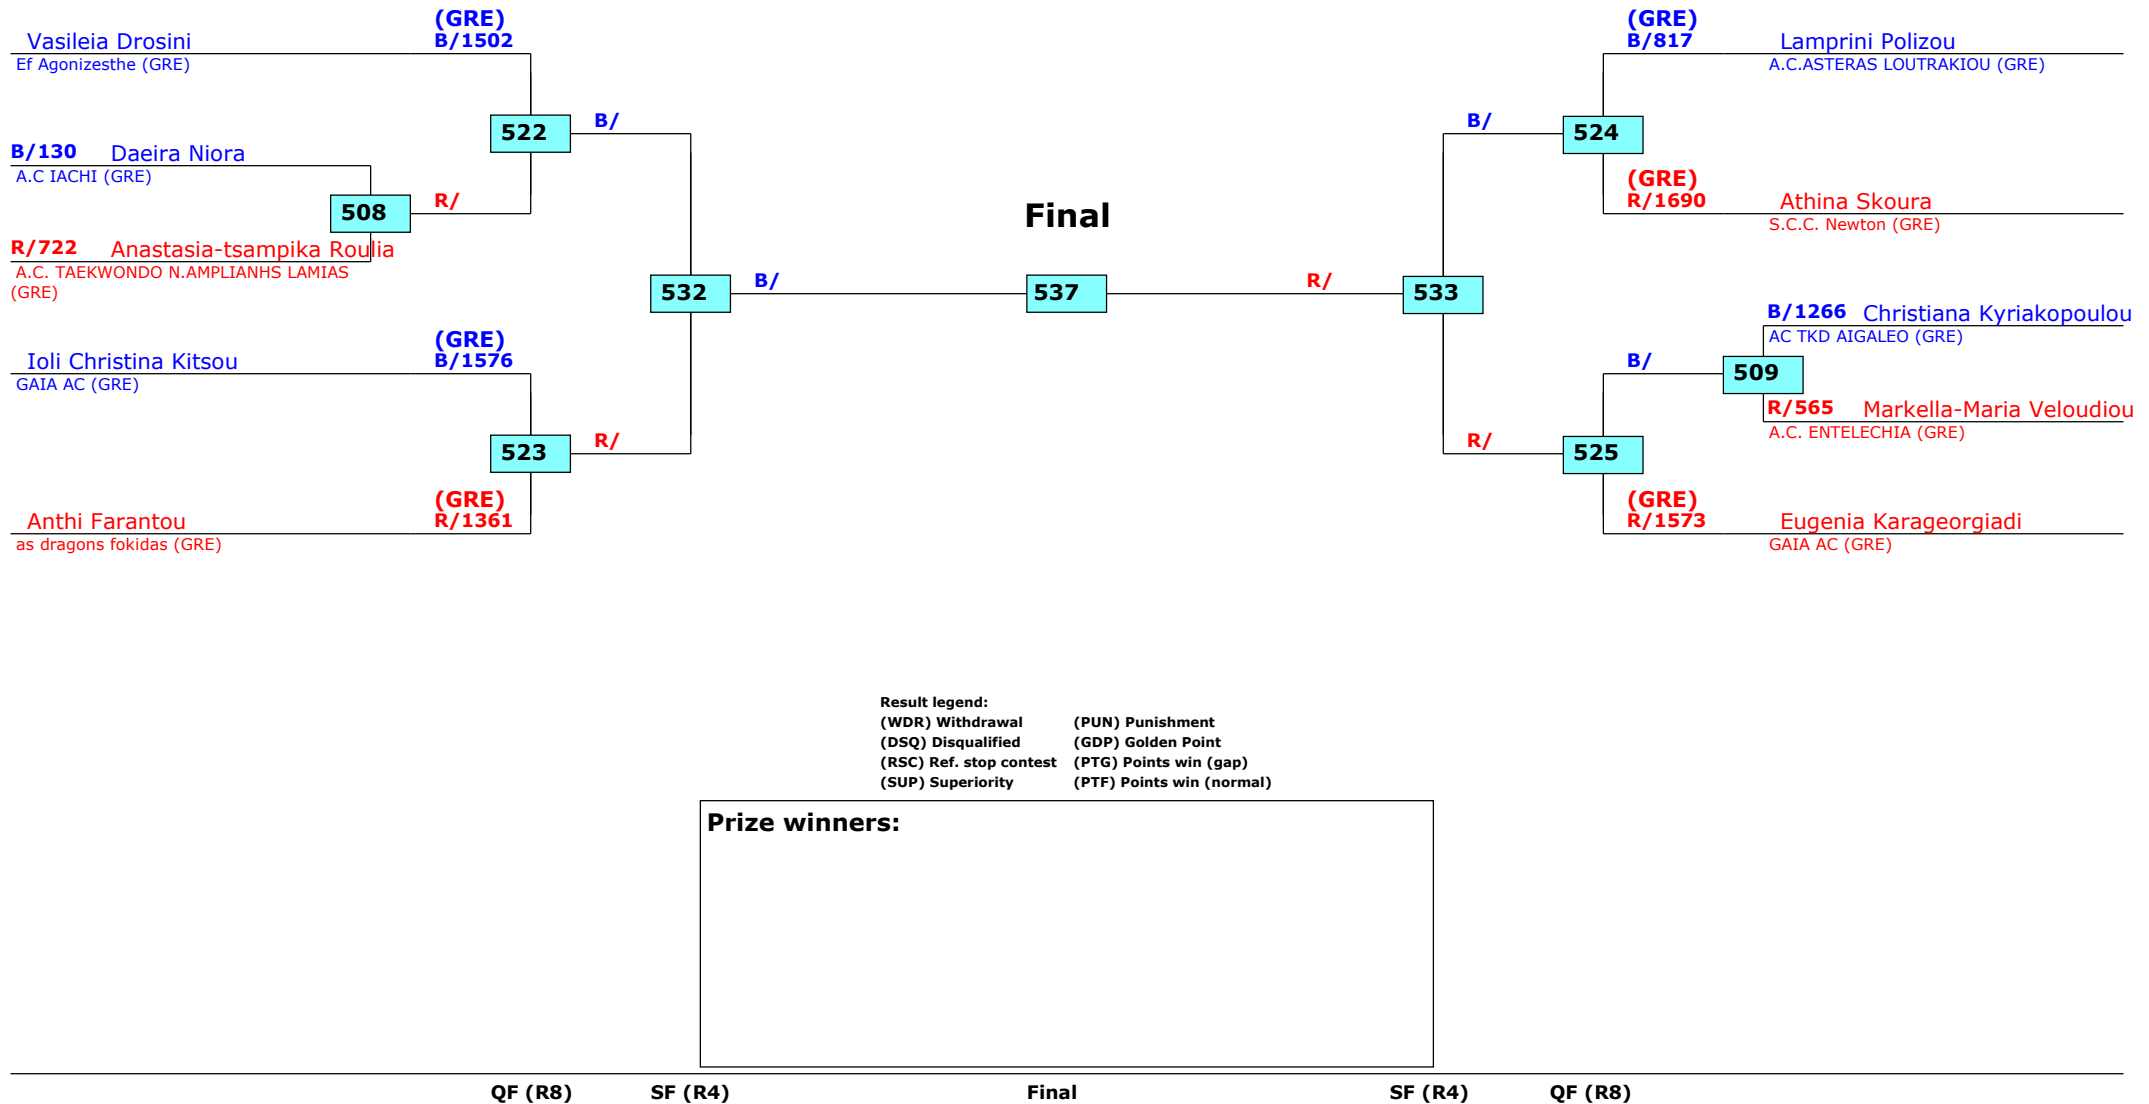 (GRE)
Vasileia Drosini B/1502
Ef Agonizesthe (GRE)
522
B/
B/130 Daeira Niora
A.C IACHI (GRE)
508
R/
R/722 Anastasia-tsampika Roulia
A.C. TAEKWONDO N.AMPLIANHS LAMIAS
(GRE)
532
B/
(GRE)
Ioli Christina Kitsou B/1576
GAIA AC (GRE)
523
R/
(GRE)
Anthi Farantou R/1361
as dragons fokidas (GRE)
Final
537
R/
533
(GRE)
B/817 Lamprini Polizou
A.C.ASTERAS LOUTRAKIOU (GRE)
B/
524
(GRE)
R/1690 Athina Skoura
S.C.C. Newton (GRE)
B/1266 Christiana Kyriakopoulou
AC TKD AIGALEO (GRE)
B/
509
R/565 Markella-Maria Veloudiou
A.C. ENTELECHIA (GRE)
R/
525
(GRE)
R/1573 Eugenia Karageorgiadi
GAIA AC (GRE)
Result legend:
(WDR) Withdrawal (PUN) Punishment
(DSQ) Disqualified (GDP) Golden Point
(RSC) Ref. stop contest (PTG) Points win (gap)
(SUP) Superiority (PTF) Points win (normal)
Prize winners:
QF (R8) SF (R4) Final SF (R4) QF (R8)